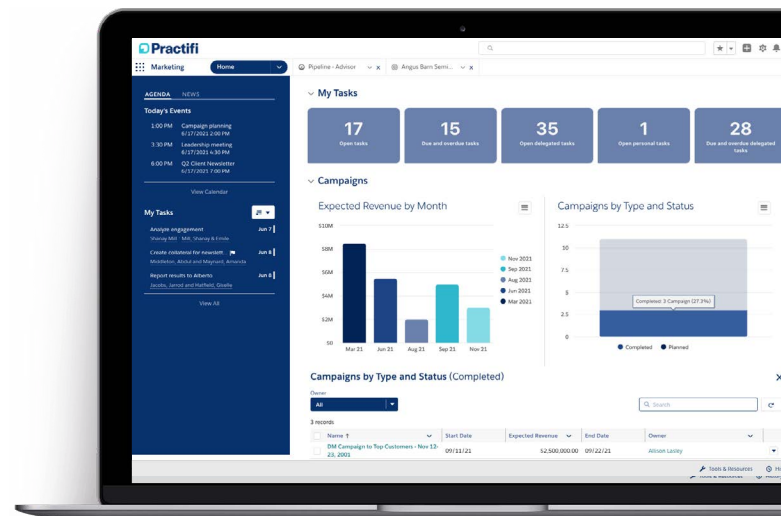 Practifi
Marketing
Home
Pipeline - Advisor
x
Angus Barn Semi...
x
AGENDA
NEWS
Today's Events
1:00 PM
Campaign planning
6/17/2021 2:00 PM
3:30 PM
Leadership meeting
6/17/2021 4:30 PM
6:00 PM
Q2 Client Newsletter
6/17/2021 7:00 PM
View Calendar
My Tasks
Analyze engagement
Jun 7
Create collateral for newslett...
Jun 8
Middleton, Abdul and Maynard, Amanda
Report results to Alberto
Jun 8
Jacobs, Jarrod and Hatfield, Giselle
View All
My Tasks
17
Open tasks
15
Due and overdue tasks
35
Open delegated tasks
1
Open personal tasks
28
Due and overdue delegated
tasks
Campaigns
Expected Revenue by Month
$10M
$8M
$6M
$4M
$2M
$0
Mar 21
Jun 21
Aug 21
Sep 21
Nov 21
Nov 2021
Sep 2021
Aug 2021
Jun 2021
Mar 2021
Campaigns by Type and Status
12.5
10
7.5
5
2.5
0
Completed: 3 Campaign (27.3%)
Completed
Planned
Campaigns by Type and Status (Completed)
Owner
All
Search
3 records
Name ↑
Start Date
Expected Revenue
End Date
Owner
DM Campaign to Top Customers - Nov 12-
23, 2001
09/11/21
$2,500,000.00
09/22/21
Tools & Resources